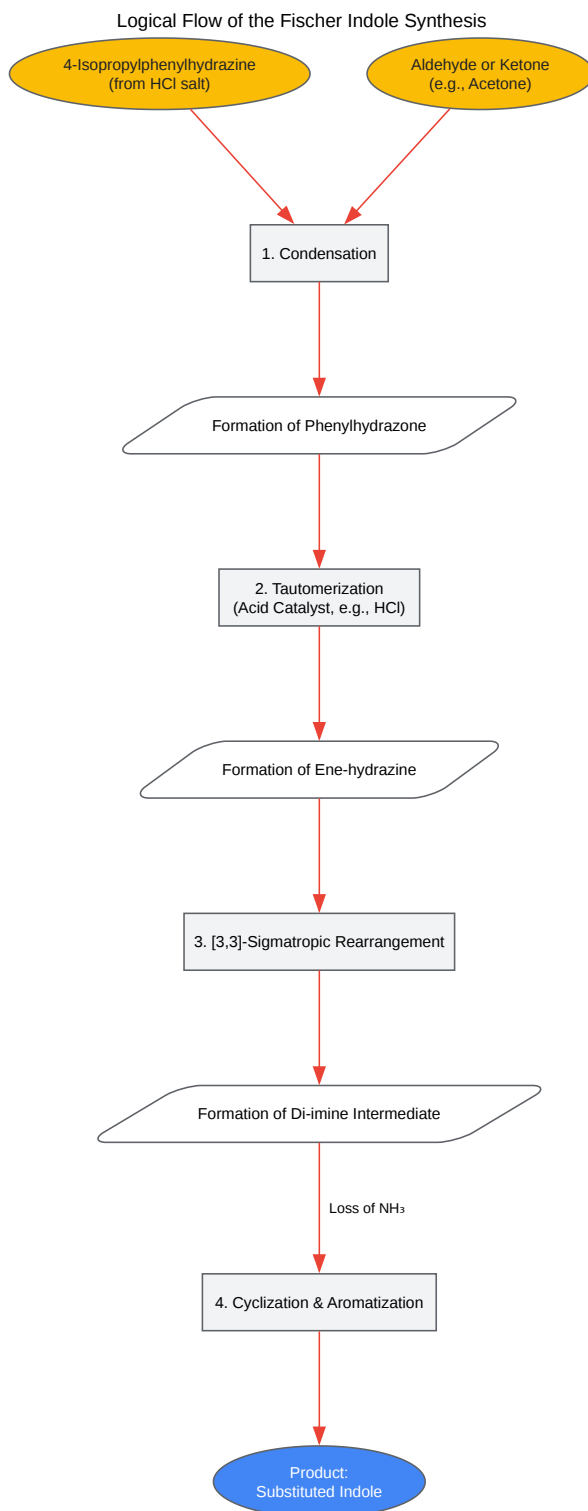 Logical Flow of the Fischer Indole Synthesis
4-Isopropylphenylhydrazine
(from HCl salt)
Aldehyde or Ketone
(e.g., Acetone)
1. Condensation
Formation of Phenylhydrazone
2. Tautomerization
(Acid Catalyst, e.g., HCl)
Formation of Ene-hydrazine
3. [3,3]-Sigmatropic Rearrangement
Formation of Di-imine Intermediate
Loss of NH₃
4. Cyclization & Aromatization
Product:
Substituted Indole